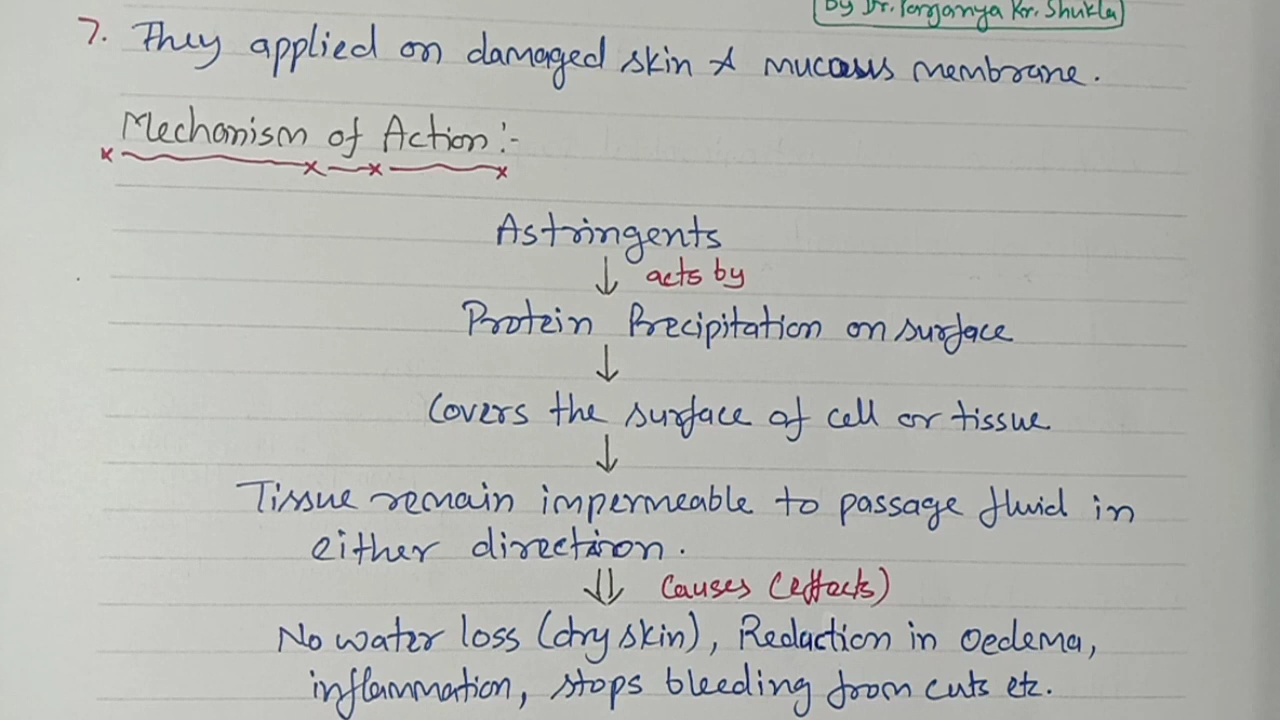 By Dr. Parjanya Kr. Shukla
7. They applied on damaged skin & mucous membrane.
Mechanism of Action :-
Astringents
↓ acts by
Protein Precipitation on surface
↓
Covers the surface of cell or tissue
↓
Tissue remain impermeable to passage fluid in
either direction.
⇓ Causes (effects)
No water loss (dry skin), Reduction in oedema,
inflammation, stops bleeding from cuts etc.